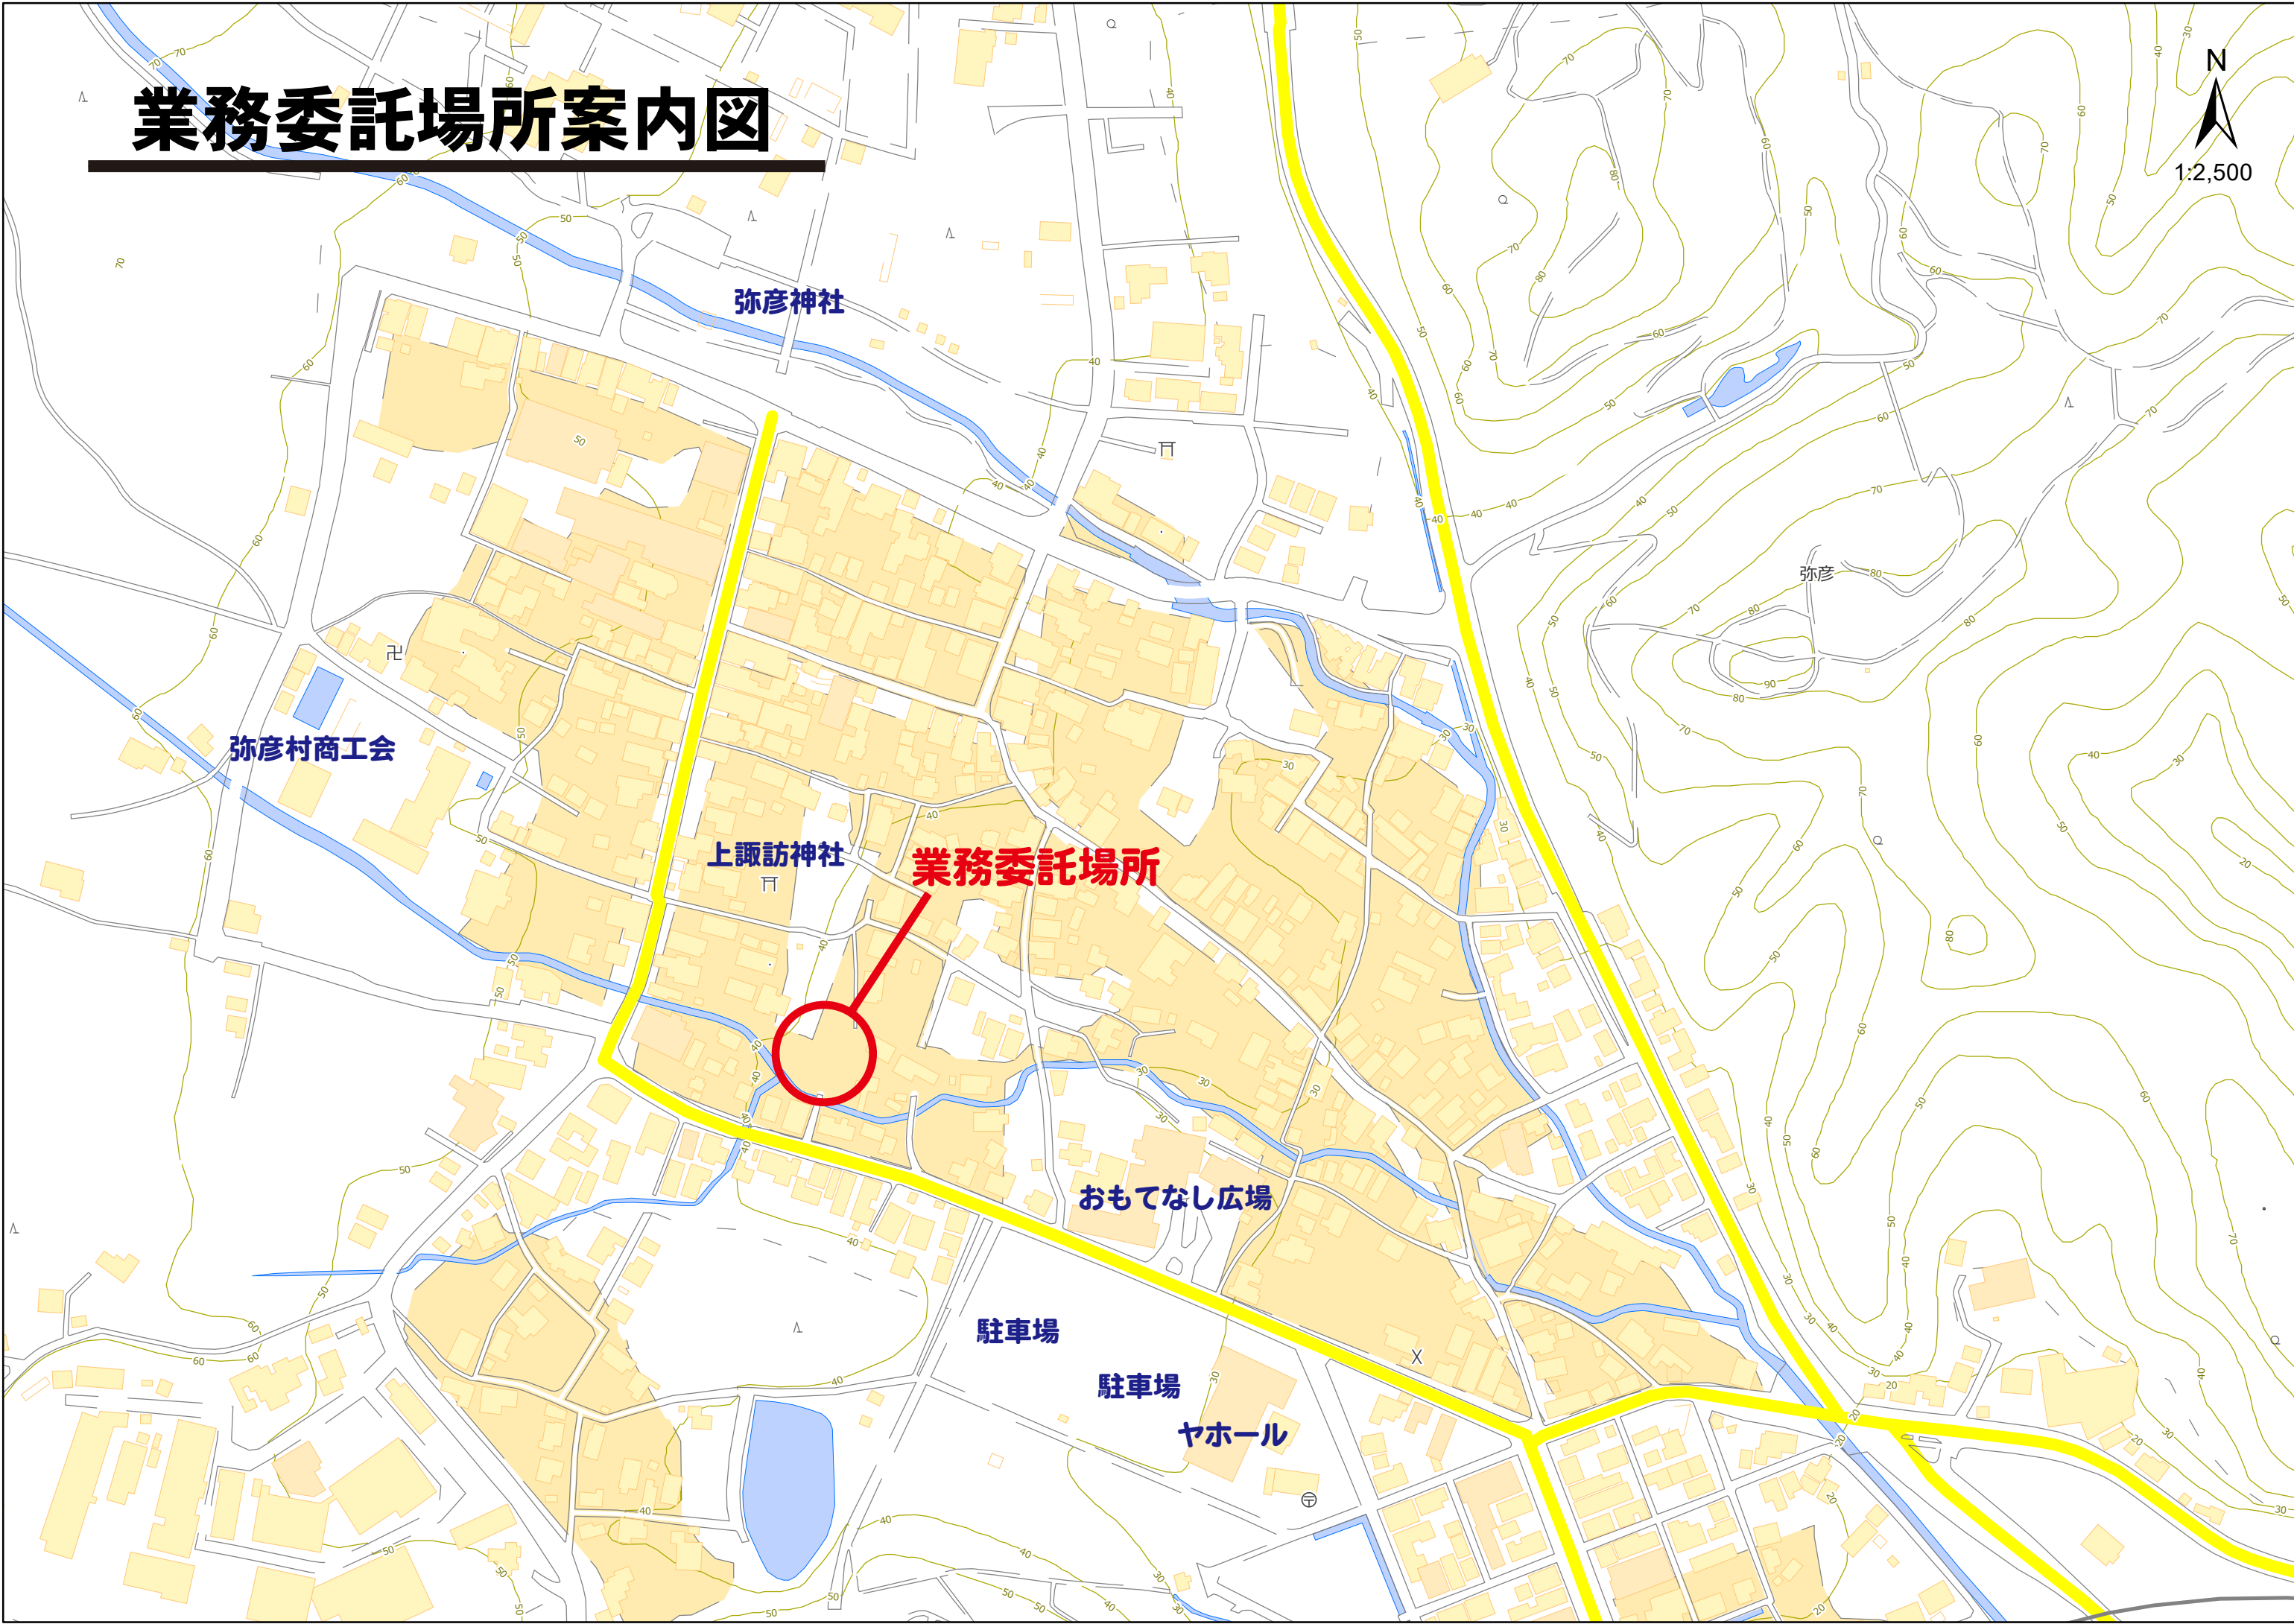 業務委託場所案内図
N
1:2,500
弥彦神社
弥彦
弥彦村商工会
上諏訪神社
業務委託場所
おもてなし広場
駐車場
駐車場
ヤホール